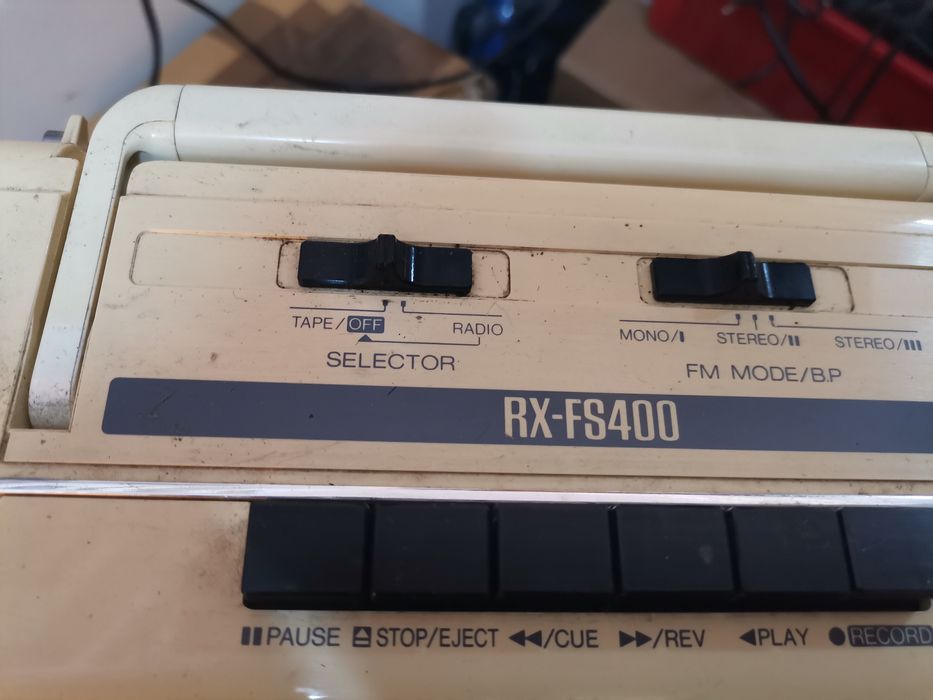 TAPE/OFF RADIO
SELECTOR
MONO/I STEREO/II STEREO/III
FM MODE/B.P
RX-FS400
PAUSE STOP/EJECT ◀◀/CUE ▶▶/REV ◀PLAY ●RECORD